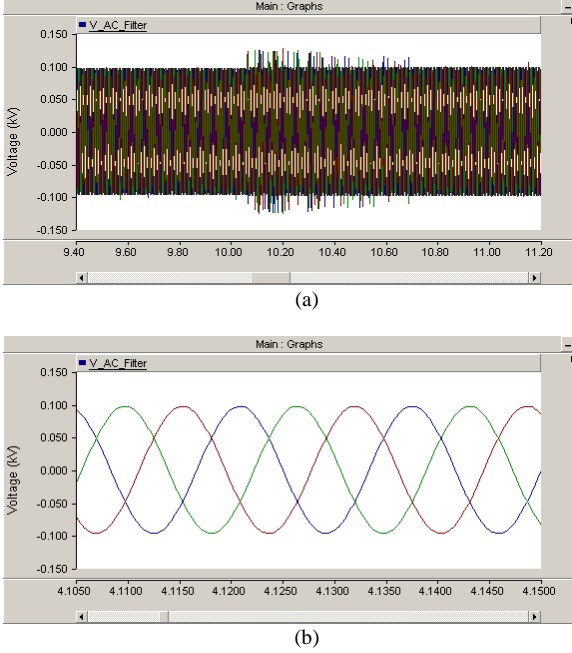 Main : Graphs
V_AC_Filter
Voltage (kV)
0.150
0.100
0.050
0.000
-0.050
-0.100
-0.150
9.40 9.60 9.80 10.00 10.20 10.40 10.60 10.80 11.00 11.20
(a)
Main : Graphs
V_AC_Filter
Voltage (kV)
0.150
0.100
0.050
0.000
-0.050
-0.100
-0.150
4.1050 4.1100 4.1150 4.1200 4.1250 4.1300 4.1350 4.1400 4.1450 4.1500
(b)